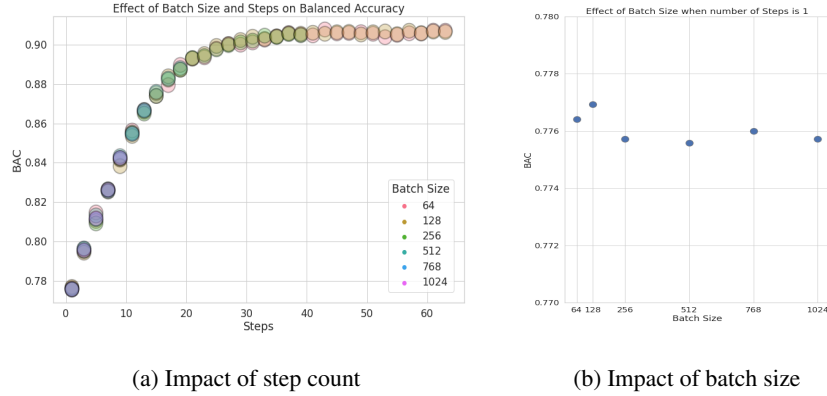 Effect of Batch Size and Steps on Balanced Accuracy
BAC
0.90
0.88
0.86
0.84
0.82
0.80
0.78
Batch Size
64
128
256
512
768
1024
0 10 20 30 40 50 60
Steps
(a) Impact of step count
Effect of Batch Size when number of Steps is 1
BAC
0.780
0.778
0.776
0.774
0.772
0.770
64 128 256 512 768 1024
Batch Size
(b) Impact of batch size